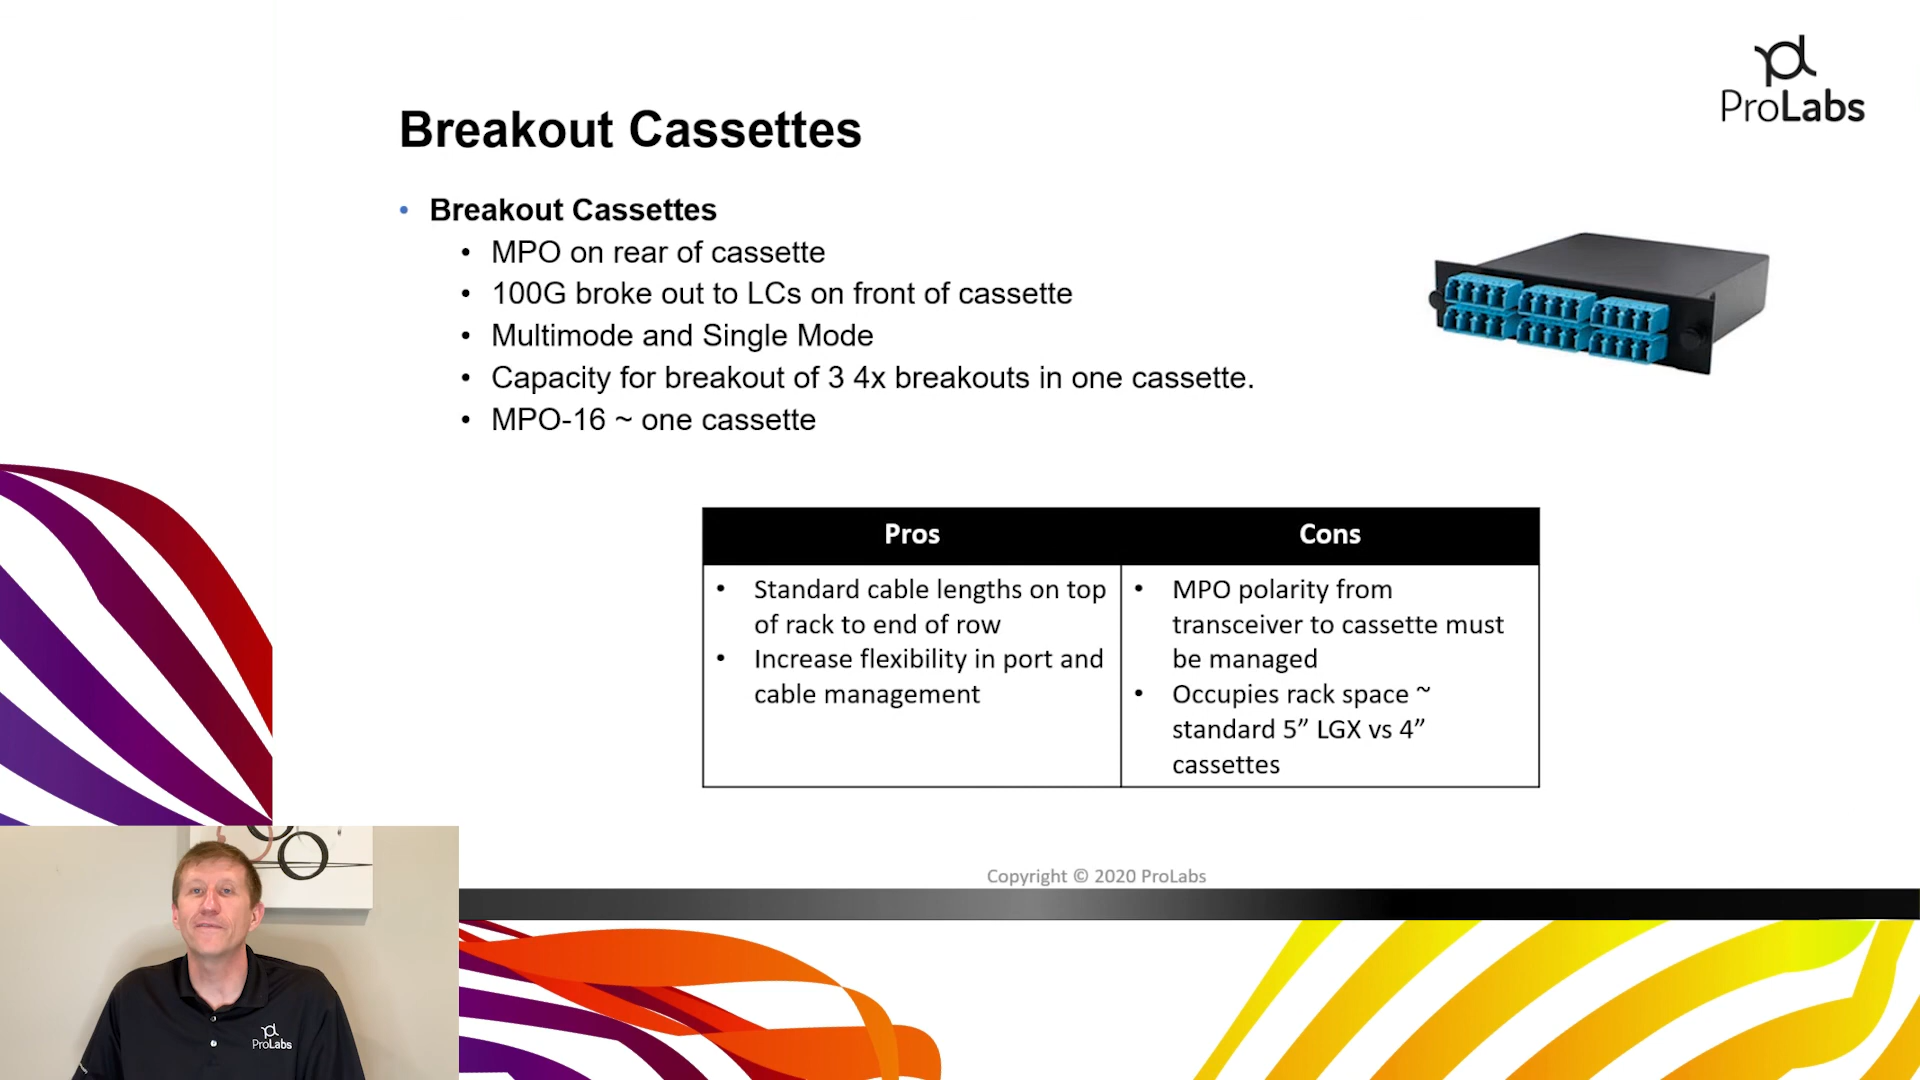 ProLabs
Breakout Cassettes
• Breakout Cassettes
• MPO on rear of cassette
• 100G broke out to LCs on front of cassette
• Multimode and Single Mode
• Capacity for breakout of 3 4x breakouts in one cassette.
• MPO-16 ~ one cassette
Pros
Cons
• Standard cable lengths on top
of rack to end of row
• Increase flexibility in port and
cable management
• MPO polarity from
transceiver to cassette must
be managed
• Occupies rack space ~
standard 5” LGX vs 4”
cassettes
Copyright © 2020 ProLabs
ProLabs